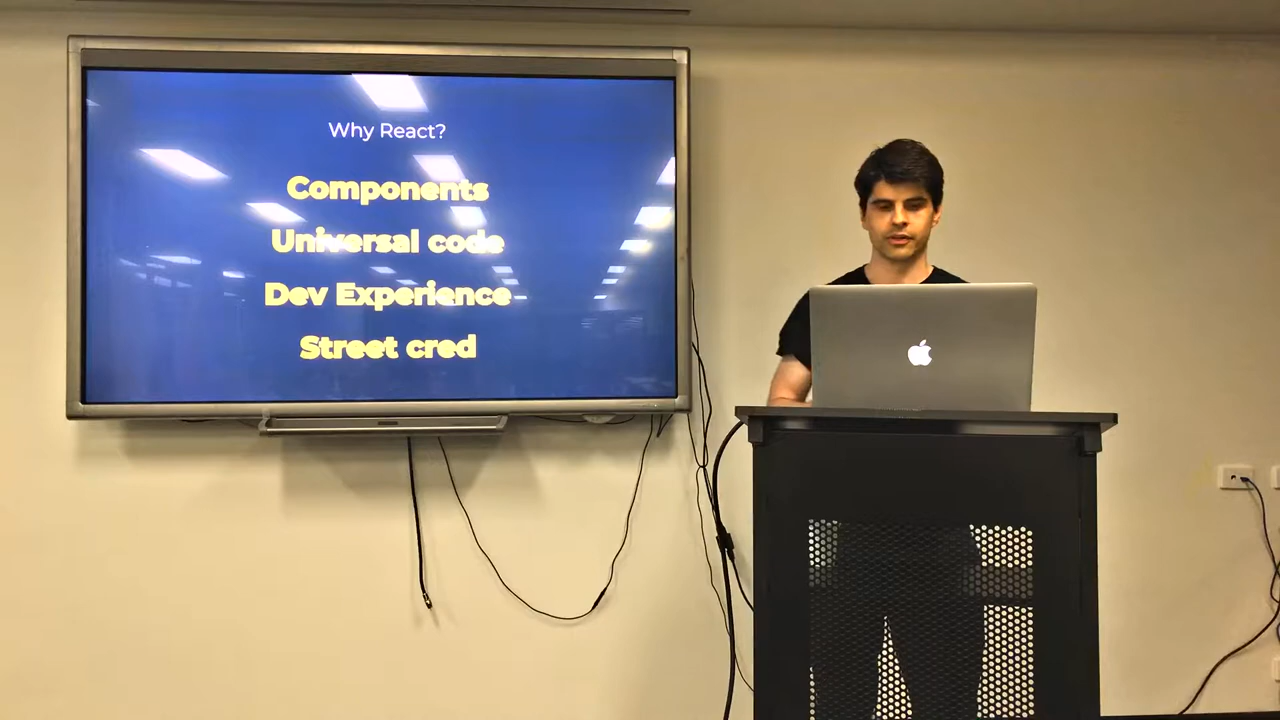 Why React?
Components
Universal code
Dev Experience
Street cred